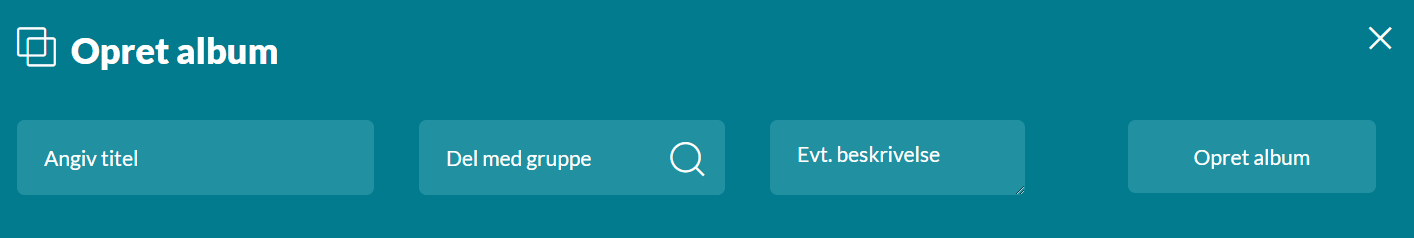 Opret album
Angiv titel
Del med gruppe
Evt. beskrivelse
Opret album